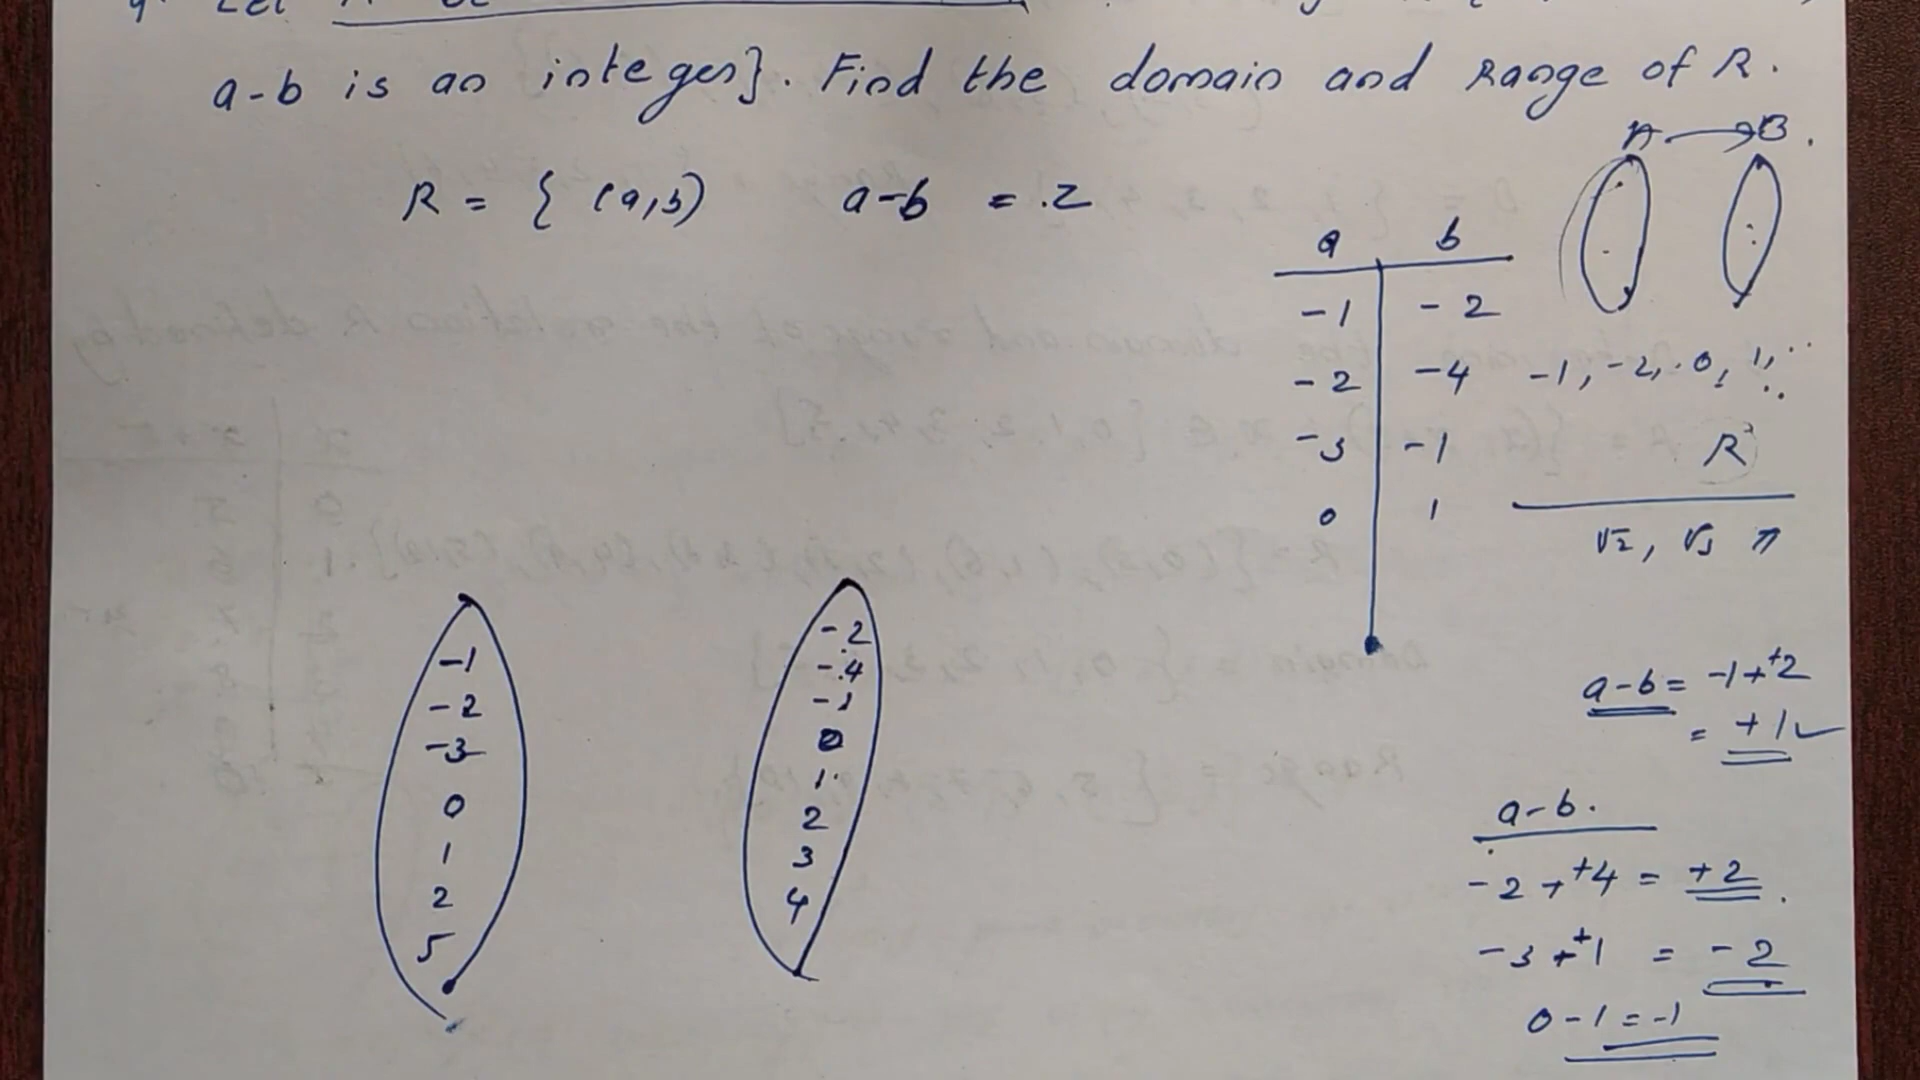 a-b is an integer}. Find the domain and Range of R.
A → B.
R = { (a,b) a-b = .z
a b
-1 -2
-2 -4
-3 -1
0 1
-1, -2, 0, 1, ..
R
√2, √3 π
-1
-2
-3
0
1
2
5
-2
-4
-1
0
1
2
3
4
a-b = -1+2
= +1 ✓
a-b.
-2 + +4 = +2.
-3 + +1 = -2
0-1 = -1